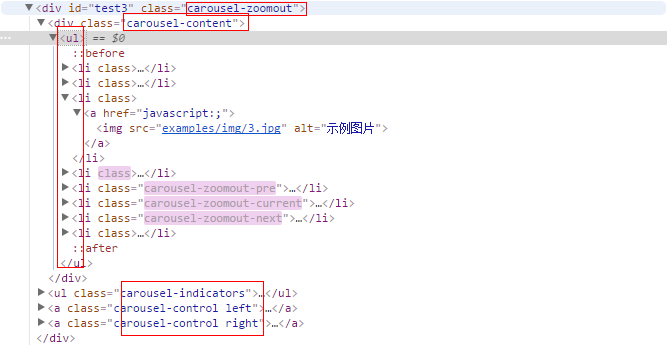 <div id="test3" class="carousel-zoomout">
<div class="carousel-content">
… <ul> == $0
::before
<li class>…</li>
<li class>…</li>
<li class>
<a href="javascript:;">
<img src="examples/img/3.jpg" alt="示例图片">
</a>
</li>
<li class>…</li>
<li class="carousel-zoomout-pre">…</li>
<li class="carousel-zoomout-current">…</li>
<li class="carousel-zoomout-next">…</li>
<li class>…</li>
::after
</ul>
</div>
<ul class="carousel-indicators">…</ul>
<a class="carousel-control left">…</a>
<a class="carousel-control right">…</a>
</div>